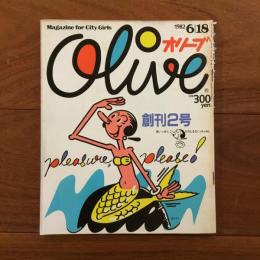 Magazine for City Girls
1982 6/18
Olive
オリーブ
300
yen
創刊2号
pleasure, please!